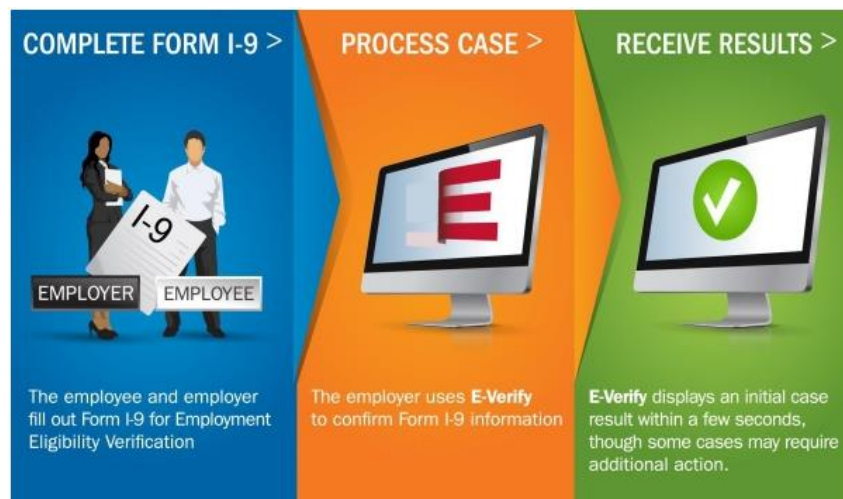 COMPLETE FORM I-9 >
I-9
EMPLOYER
EMPLOYEE
The employee and employer
fill out Form I-9 for Employment
Eligibility Verification
PROCESS CASE >
E
The employer uses E-Verify
to confirm Form I-9 information
RECEIVE RESULTS >
E-Verify displays an initial case
result within a few seconds,
though some cases may require
additional action.